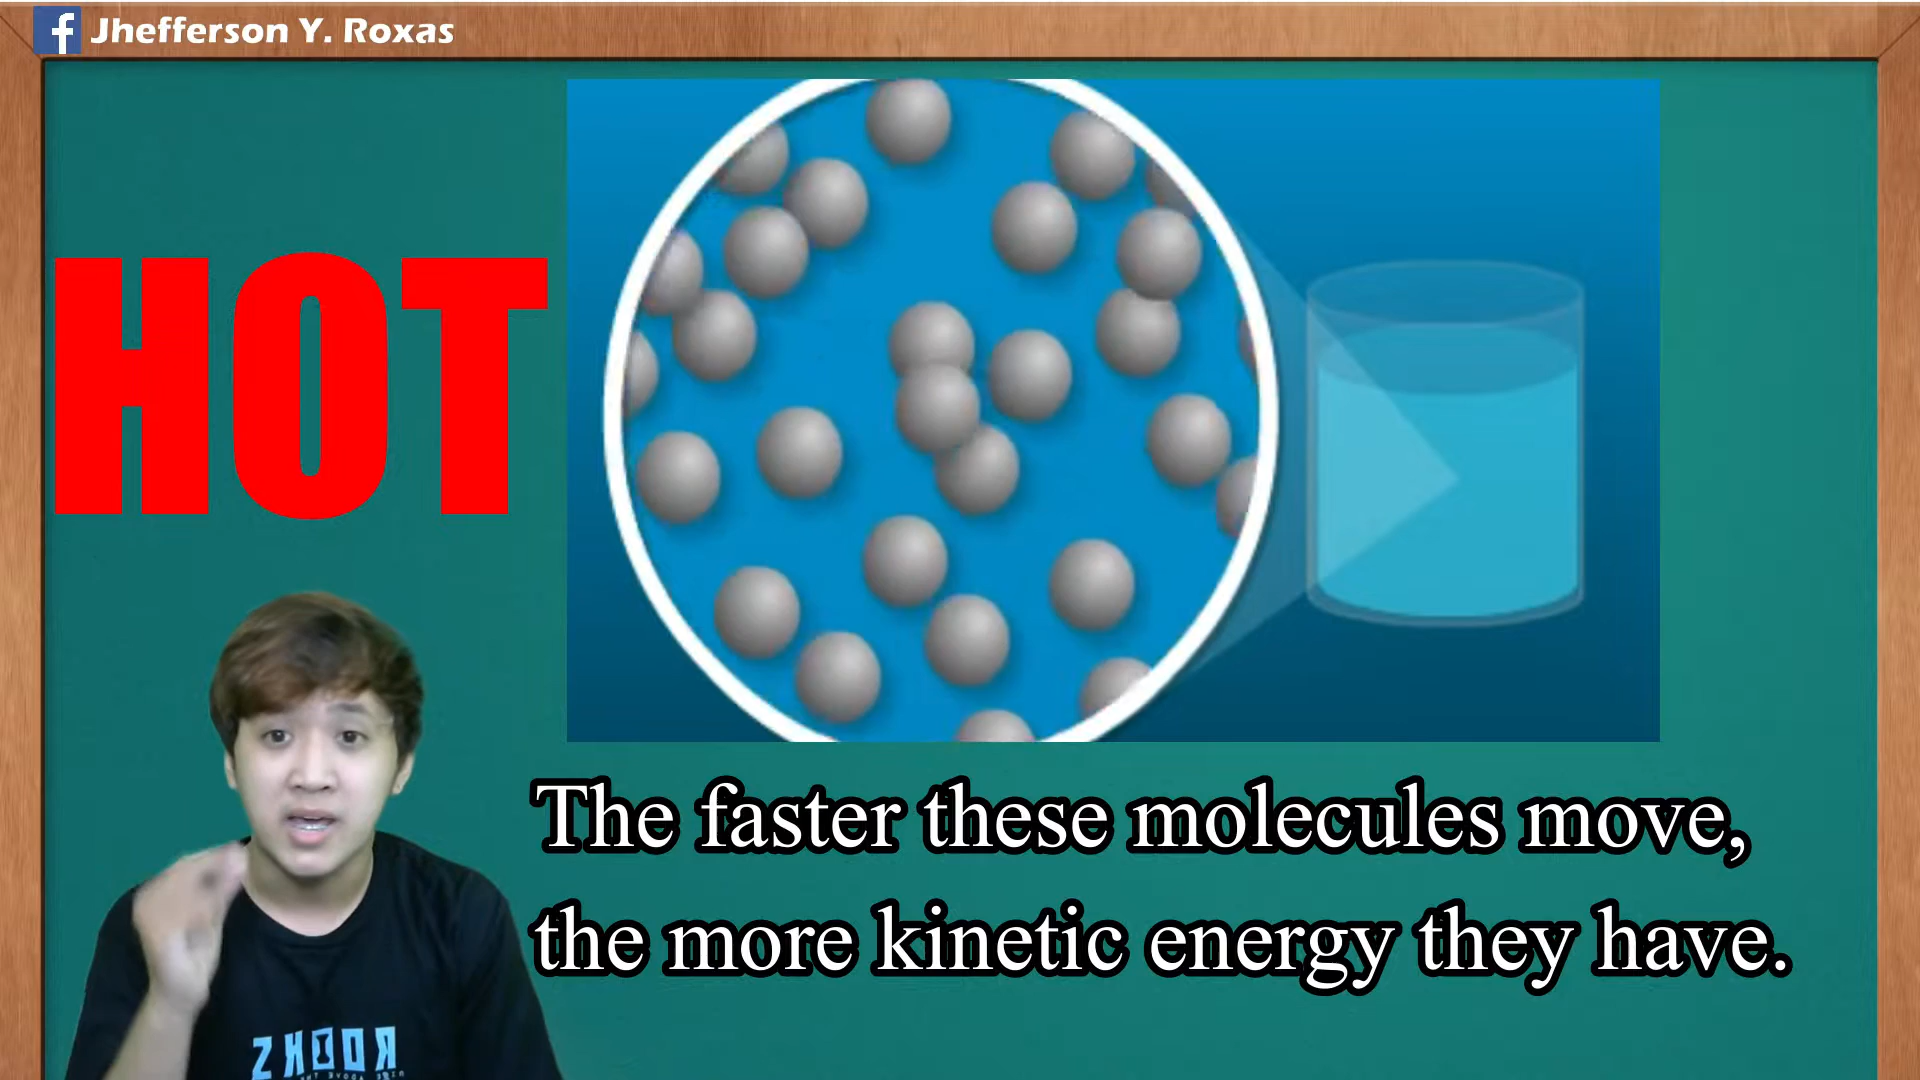 f Jhefferson Y. Roxas
HOT
The faster these molecules move,
the more kinetic energy they have.